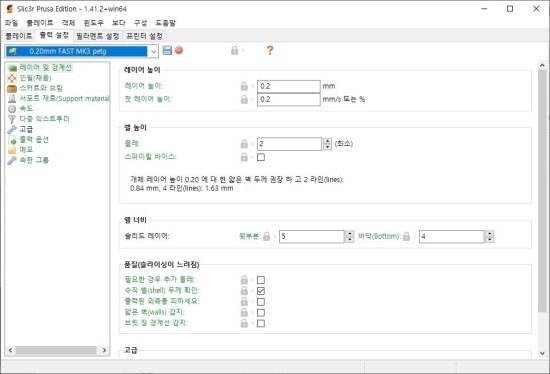 Slic3r Prusa Edition - 1.41.2+win64
파일 플레이트 객체 윈도우 보다 구성 도움말
플레이트 출력 설정 필라멘트 설정 프린터 설정
0.20mm FAST MK3 petg
?
레이어 및 경계선
인필(채움)
스커트와 브림
서포트 재료(Support material
속도
다중 익스트루더
고급
출력 옵션
메모
속한 그룹
레이어 높이
레이어 높이: 0.2 mm
첫 레이어 높이: 0.2 mm/s 또는 %
쉘 높이
둘레: 2 (최소)
스파이럴 바이스:
개체 레이어 높이 0.20 에 대 한 얇은 벽 두께 권장 하 고 2 라인(lines):
0.84 mm, 4 라인(lines): 1.63 mm
쉘 너비
솔리드 레이어: 윗부분: 5 바닥(Bottom): 4
품질(슬라이싱이 느려짐)
필요한 경우 추가 둘레:
수직 쉘(shell) 두께 확인:
출력된 외측을 피하세요:
얇은 벽(walls) 감지:
브릿 징 경계선 감지:
고급